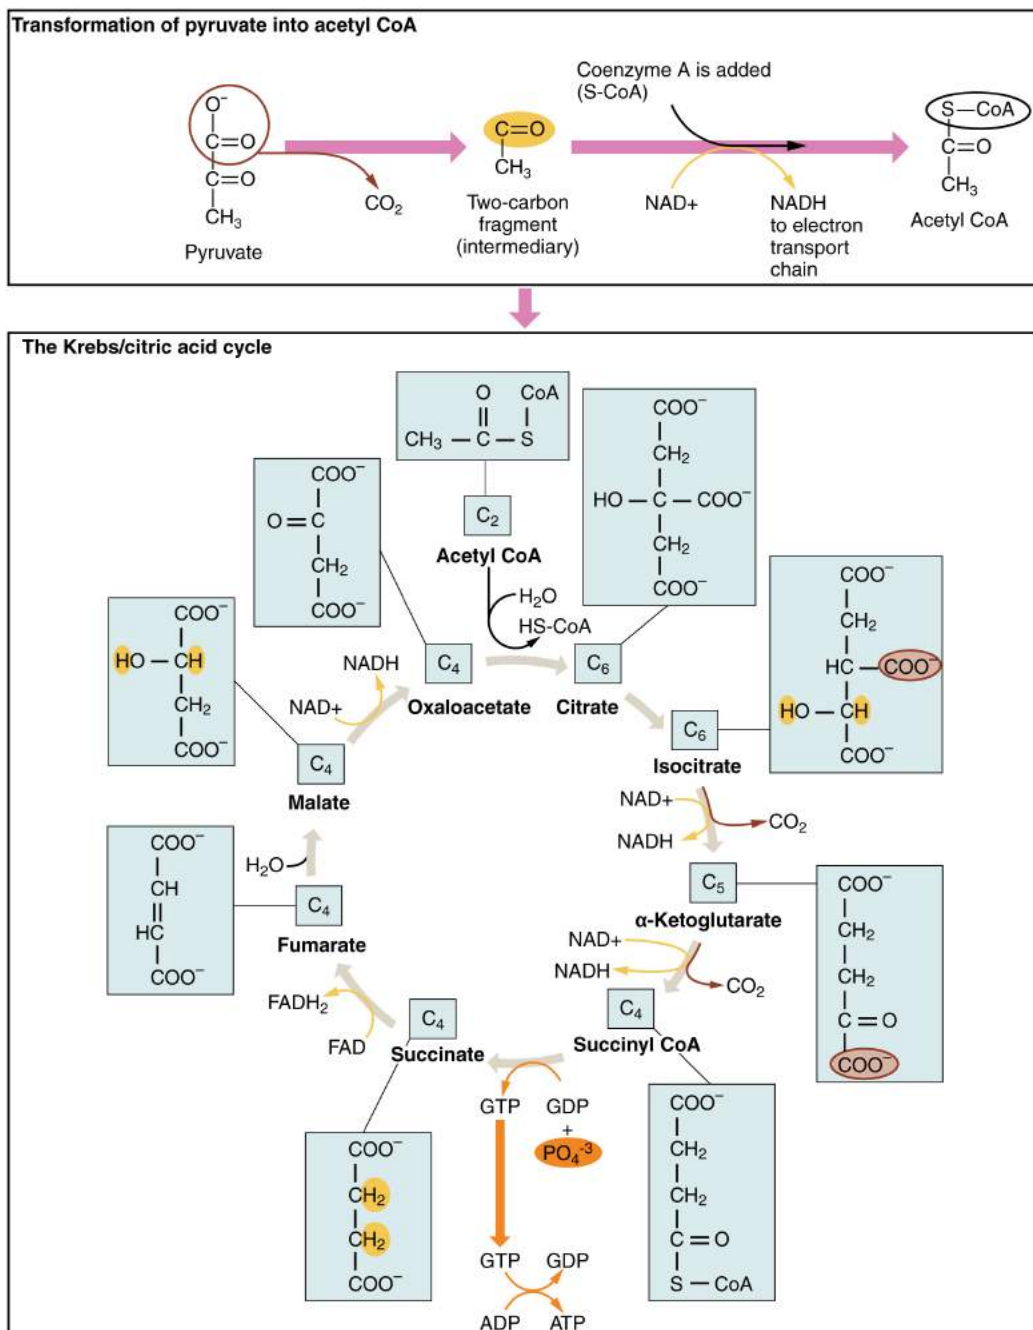 Transformation of pyruvate into acetyl CoA
Coenzyme A is added
(S-CoA)
O⁻
C=O
C=O
CH₃
Pyruvate
CO₂
C=O
CH₃
Two-carbon
fragment
(intermediary)
NAD+
NADH
to electron
transport
chain
S—CoA
C=O
CH₃
Acetyl CoA
The Krebs/citric acid cycle
O CoA
CH₃ — C — S
C₂
Acetyl CoA
H₂O
HS-CoA
COO⁻
O=C
CH₂
COO⁻
C₄
Oxaloacetate
COO⁻
CH₂
HO — C — COO⁻
CH₂
COO⁻
C₆
Citrate
COO⁻
CH₂
HC — COO⁻
HO — CH
COO⁻
C₆
Isocitrate
NAD+
NADH
CO₂
C₅
α-Ketoglutarate
COO⁻
CH₂
CH₂
C=O
COO⁻
NAD+
NADH
CO₂
C₄
Succinyl CoA
COO⁻
CH₂
CH₂
C=O
S — CoA
GTP GDP
+
PO₄⁻³
GTP GDP
ADP ATP
C₄
Succinate
COO⁻
CH₂
CH₂
COO⁻
FADH₂
FAD
C₄
Fumarate
COO⁻
CH
HC
COO⁻
H₂O
C₄
Malate
COO⁻
HO — CH
CH₂
COO⁻
NAD+
NADH